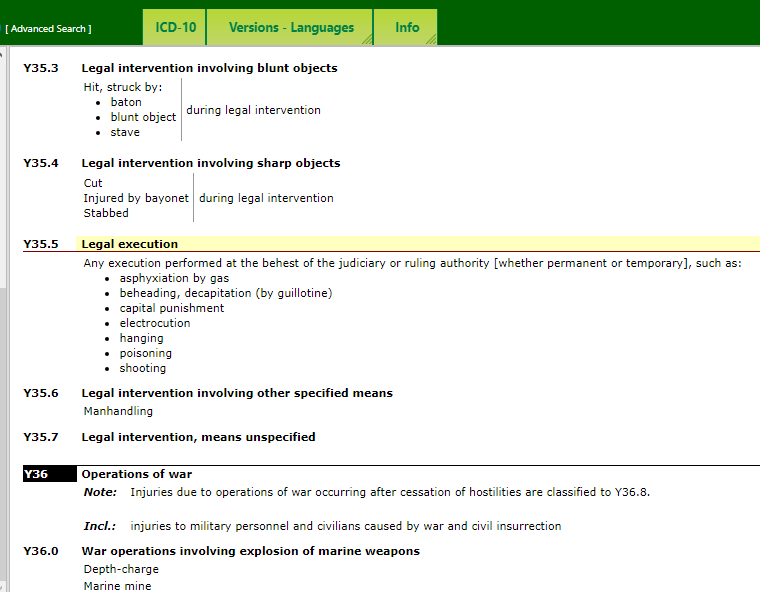 [ Advanced Search ]
ICD-10
Versions - Languages
Info
Y35.3 Legal intervention involving blunt objects
Hit, struck by:
• baton
• blunt object
• stave
during legal intervention
Y35.4 Legal intervention involving sharp objects
Cut
Injured by bayonet
Stabbed
during legal intervention
Y35.5 Legal execution
Any execution performed at the behest of the judiciary or ruling authority [whether permanent or temporary], such as:
• asphyxiation by gas
• beheading, decapitation (by guillotine)
• capital punishment
• electrocution
• hanging
• poisoning
• shooting
Y35.6 Legal intervention involving other specified means
Manhandling
Y35.7 Legal intervention, means unspecified
Y36 Operations of war
Note: Injuries due to operations of war occurring after cessation of hostilities are classified to Y36.8.
Incl.: injuries to military personnel and civilians caused by war and civil insurrection
Y36.0 War operations involving explosion of marine weapons
Depth-charge
Marine mine